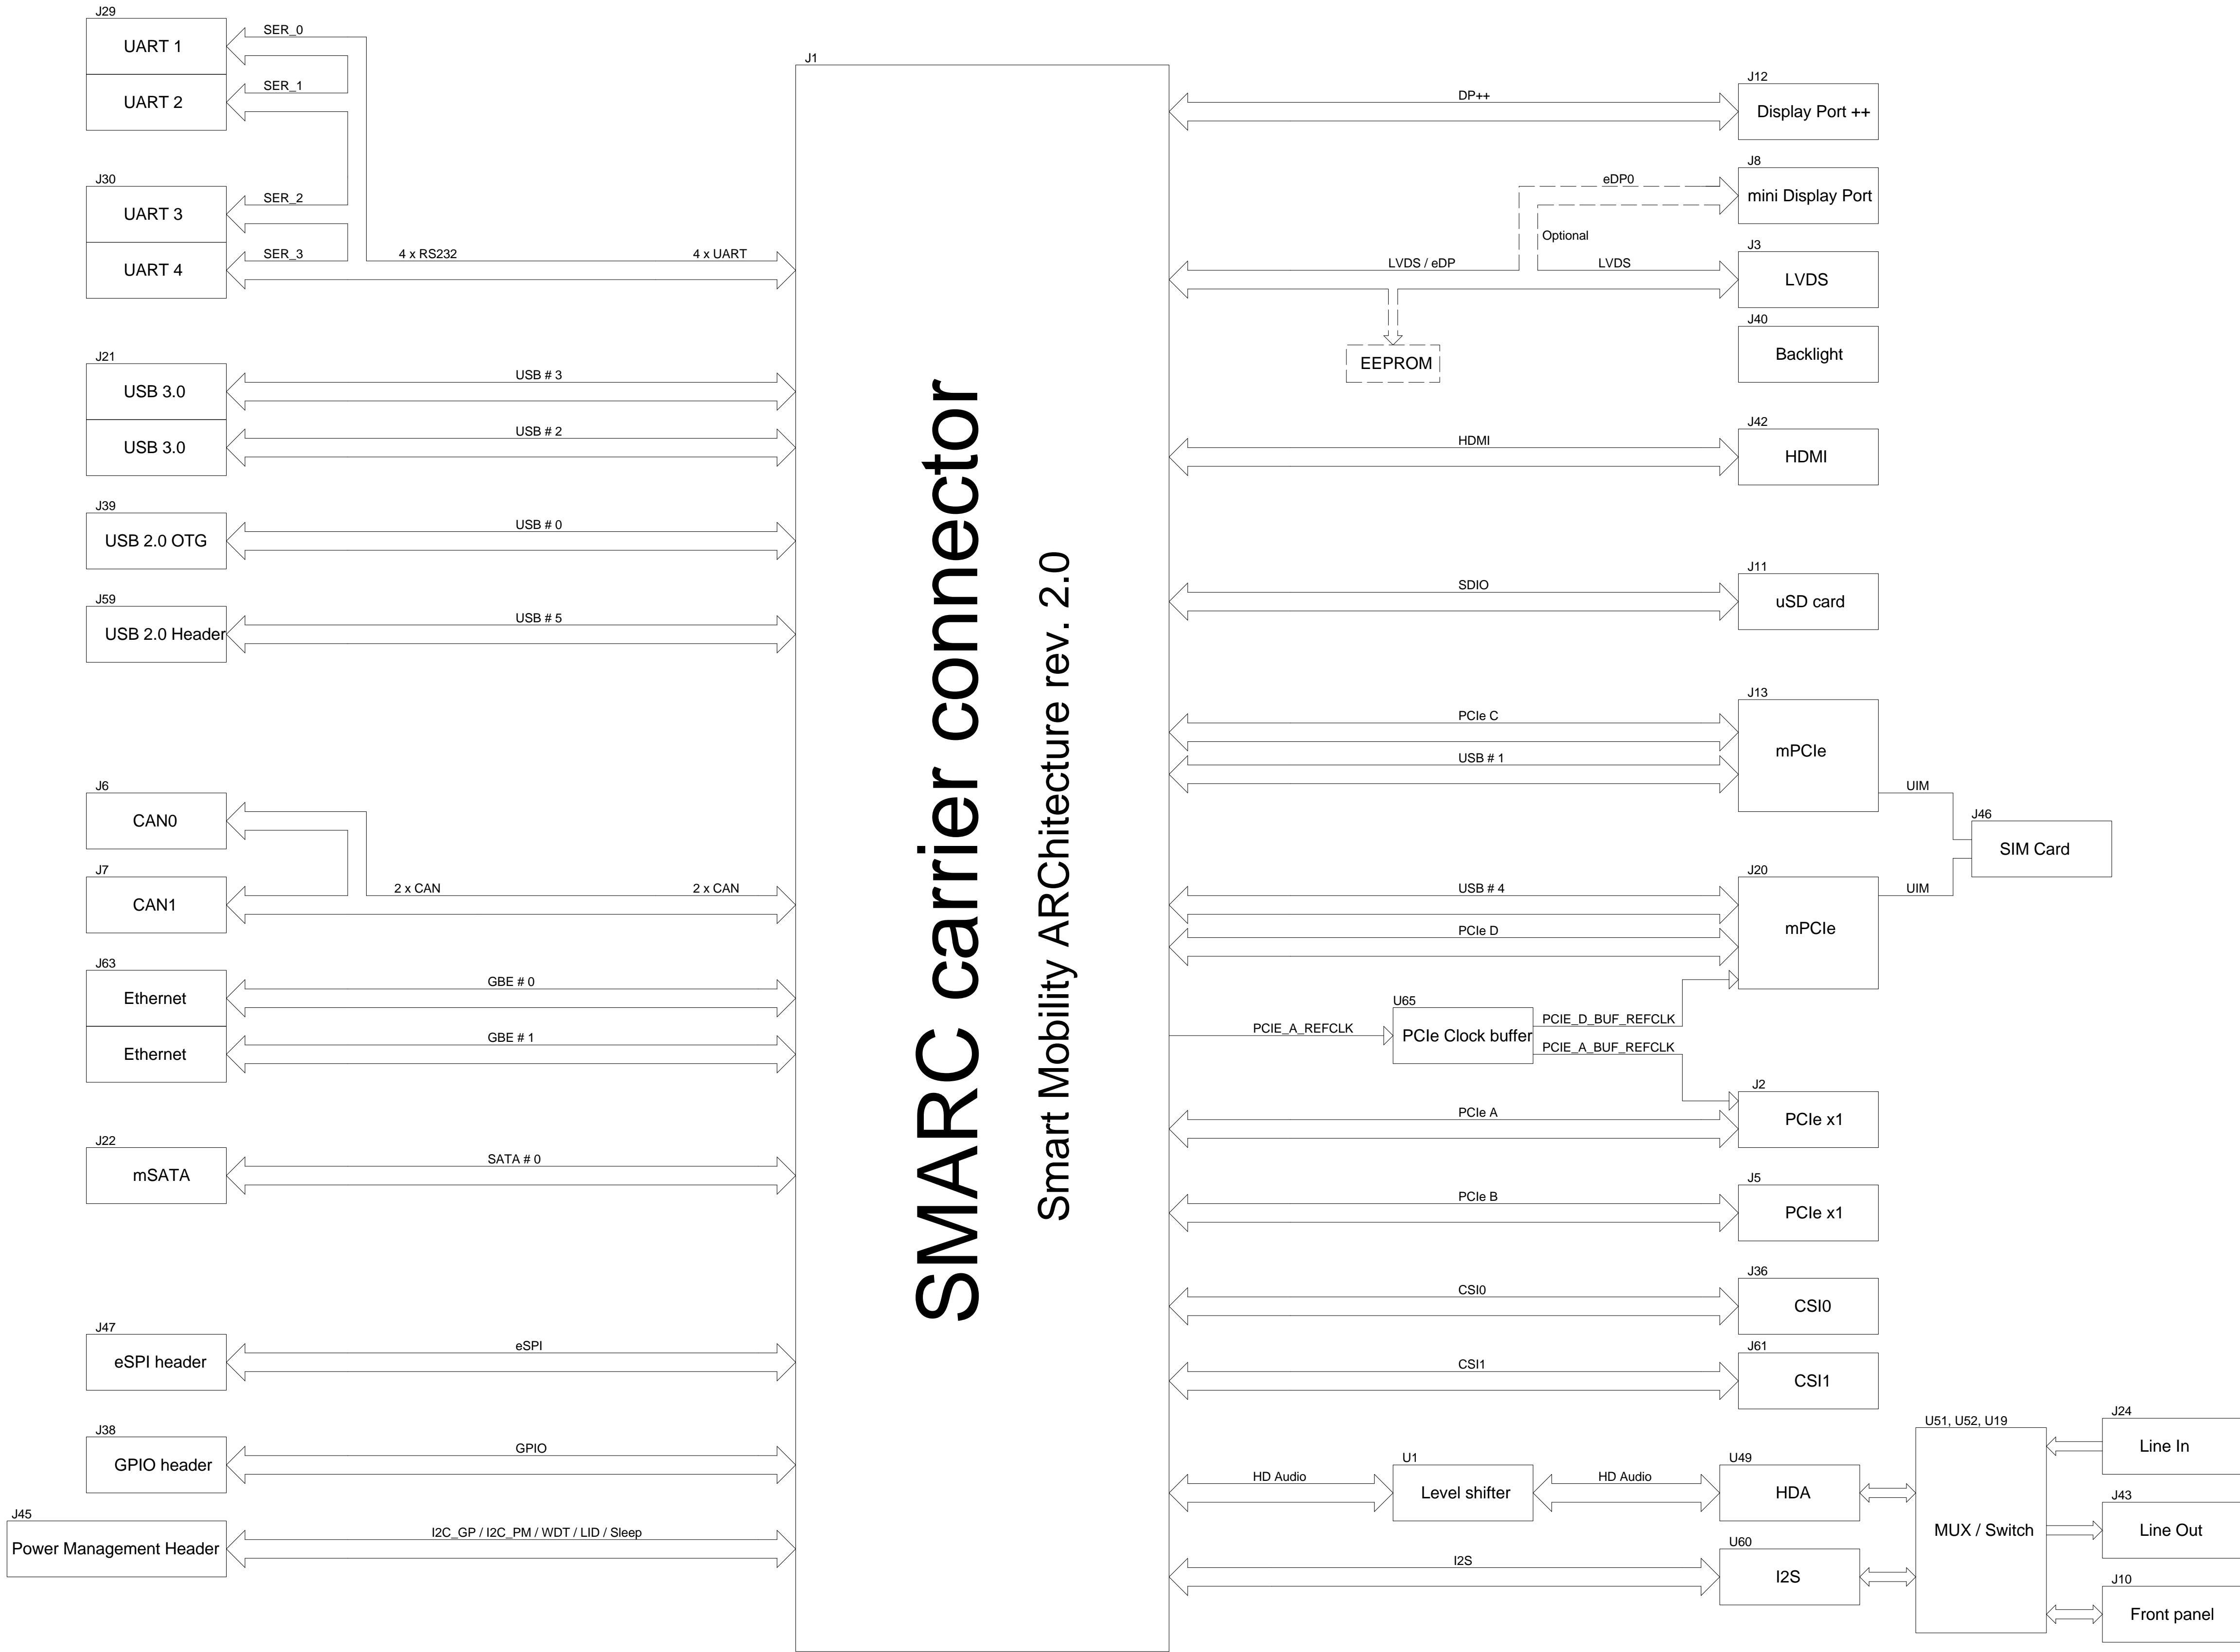 J29
UART 1
SER_0
UART 2
SER_1
J30
UART 3
SER_2
UART 4
SER_3
4 x RS232
4 x UART
J21
USB 3.0
USB # 3
USB 3.0
USB # 2
J39
USB 2.0 OTG
USB # 0
J59
USB 2.0 Header
USB # 5
J6
CAN0
J7
CAN1
2 x CAN
2 x CAN
J63
Ethernet
GBE # 0
Ethernet
GBE # 1
J22
mSATA
SATA # 0
J47
eSPI header
eSPI
J38
GPIO header
GPIO
J45
Power Management Header
I2C_GP / I2C_PM / WDT / LID / Sleep
J1
SMARC carrier connector
Smart Mobility ARChitecture rev. 2.0
DP++
J12
Display Port ++
eDP0
J8
mini Display Port
Optional
LVDS / eDP
LVDS
J3
LVDS
EEPROM
J40
Backlight
HDMI
J42
HDMI
SDIO
J11
uSD card
PCIe C
J13
mPCIe
USB # 1
UIM
J46
SIM Card
USB # 4
J20
mPCIe
UIM
PCIe D
PCIE_A_REFCLK
U65
PCIe Clock buffer
PCIE_D_BUF_REFCLK
PCIE_A_BUF_REFCLK
PCIe A
J2
PCIe x1
PCIe B
J5
PCIe x1
CSI0
J36
CSI0
CSI1
J61
CSI1
HD Audio
U1
Level shifter
HD Audio
U49
HDA
I2S
U60
I2S
U51, U52, U19
MUX / Switch
J24
Line In
J43
Line Out
J10
Front panel